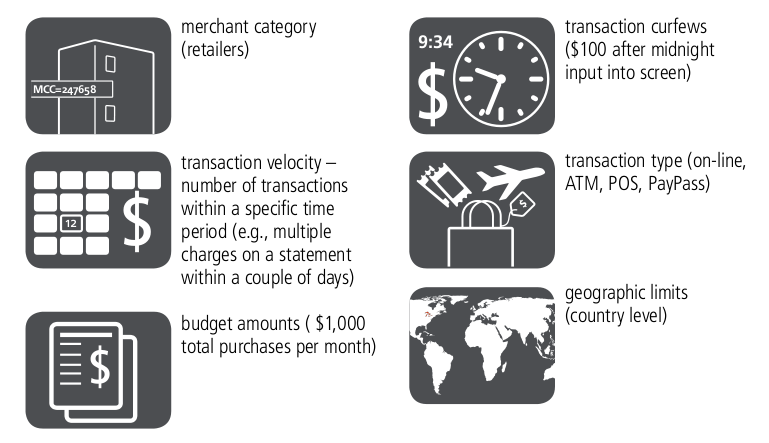 MCC=247658
merchant category
(retailers)
12
$
transaction velocity –
number of transactions
within a specific time
period (e.g., multiple
charges on a statement
within a couple of days)
$
budget amounts ( $1,000
total purchases per month)
9:34
$
transaction curfews
($100 after midnight
input into screen)
$
transaction type (on-line,
ATM, POS, PayPass)
geographic limits
(country level)